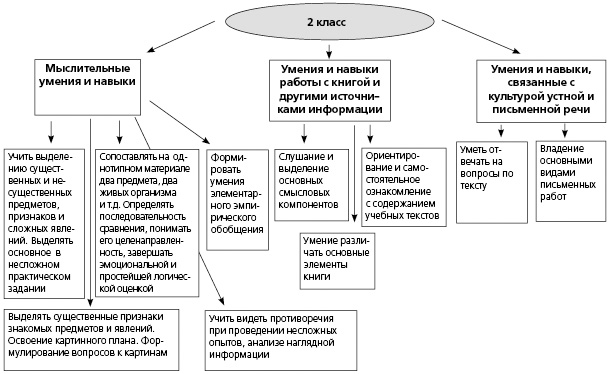 2 класс
Мыслительные
умения и навыки
Умения и навыки
работы с книгой и
другими источни–
ками информации
Умения и навыки,
связанные с
культурой устной и
письменной речи
Учить выделе-
нию сущест-
венных и не-
существенных
предметов,
признаков и
сложных явле-
ний. Выделять
основное в
несложном
практическом
задании
Сопоставлять на од-
нотипном материале
два предмета, два
живых организма
и т.д. Определять
последовательность
сравнения, понимать
его целенаправлен-
ность, завершать
эмоциональной и
простейшей логичес-
кой оценкой
Форми-
ровать
умения
элементар-
ного эмпи-
рического
обобщения
Слушание и
выделение
основных
смысловых
компонентов
Ориентиро-
вание и само-
стоятельное
ознакомление
с содержанием
учебных текстов
Уметь от-
вечать на
вопросы по
тексту
Владение
основными
видами
письменных
работ
Умение разли-
чать основные
элементы
книги
Выделять существенные признаки
знакомых предметов и явлений.
Освоение картинного плана. Фор-
мулирование вопросов к картинам
Учить видеть противоречия
при проведении несложных
опытов, анализе наглядной
информации